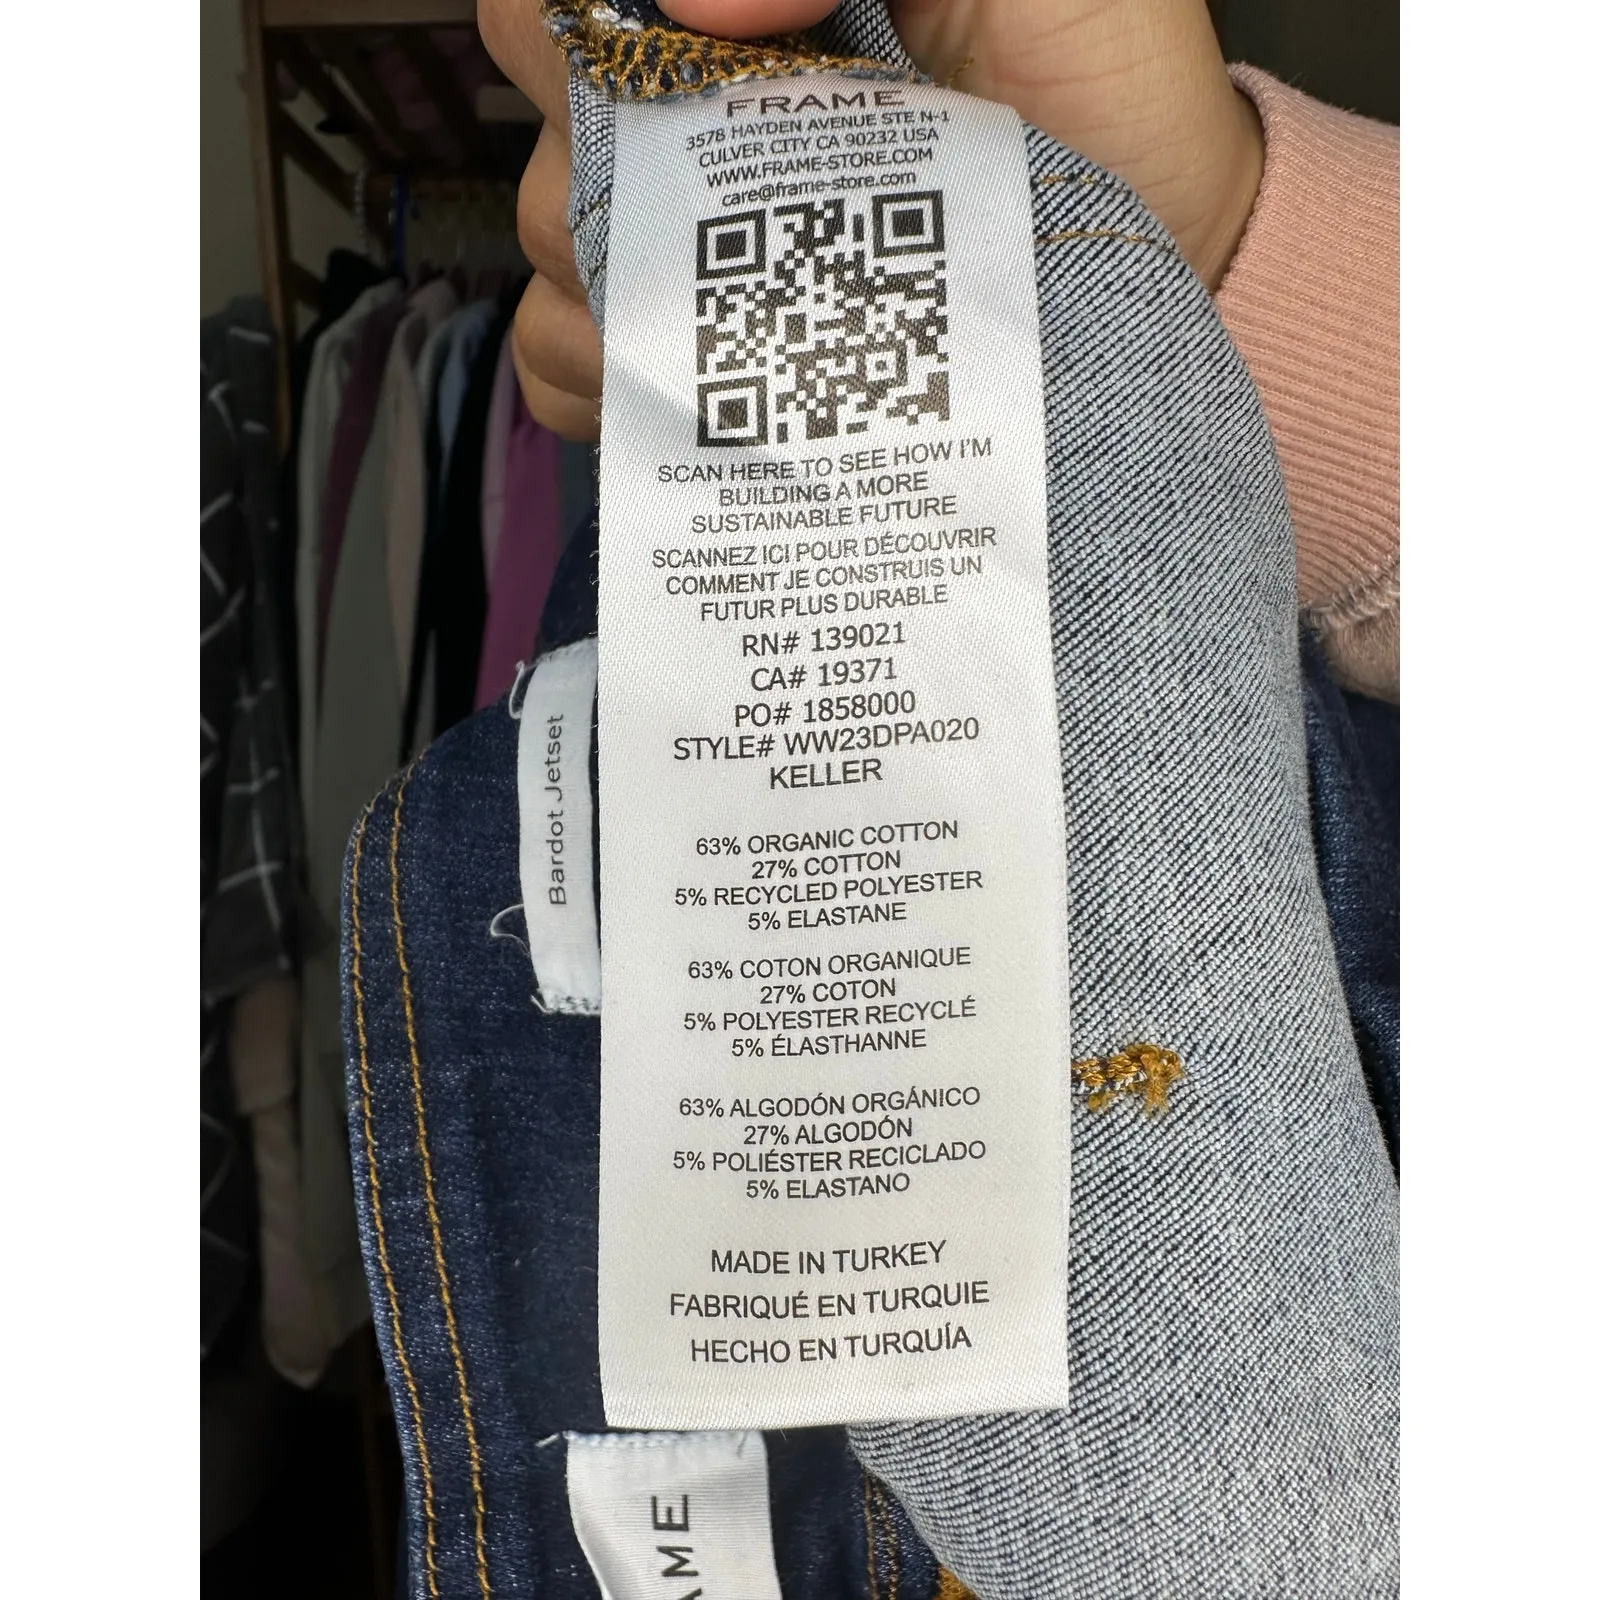 FRAME
3578 HAYDEN AVENUE STE N-1
CULVER CITY CA 90232 USA
WWW.FRAME-STORE.COM
care@frame-store.com
SCAN HERE TO SEE HOW I'M
BUILDING A MORE
SUSTAINABLE FUTURE
SCANNEZ ICI POUR DÉCOUVRIR
COMMENT JE CONSTRUIS UN
FUTUR PLUS DURABLE
RN# 139021
CA# 19371
PO# 1858000
STYLE# WW23DPA020
KELLER
63% ORGANIC COTTON
27% COTTON
5% RECYCLED POLYESTER
5% ELASTANE
63% COTON ORGANIQUE
27% COTON
5% POLYESTER RECYCLÉ
5% ÉLASTHANNE
63% ALGODÓN ORGÁNICO
27% ALGODÓN
5% POLIÉSTER RECICLADO
5% ELASTANO
MADE IN TURKEY
FABRIQUÉ EN TURQUIE
HECHO EN TURQUÍA
Bardot Jetset
AME